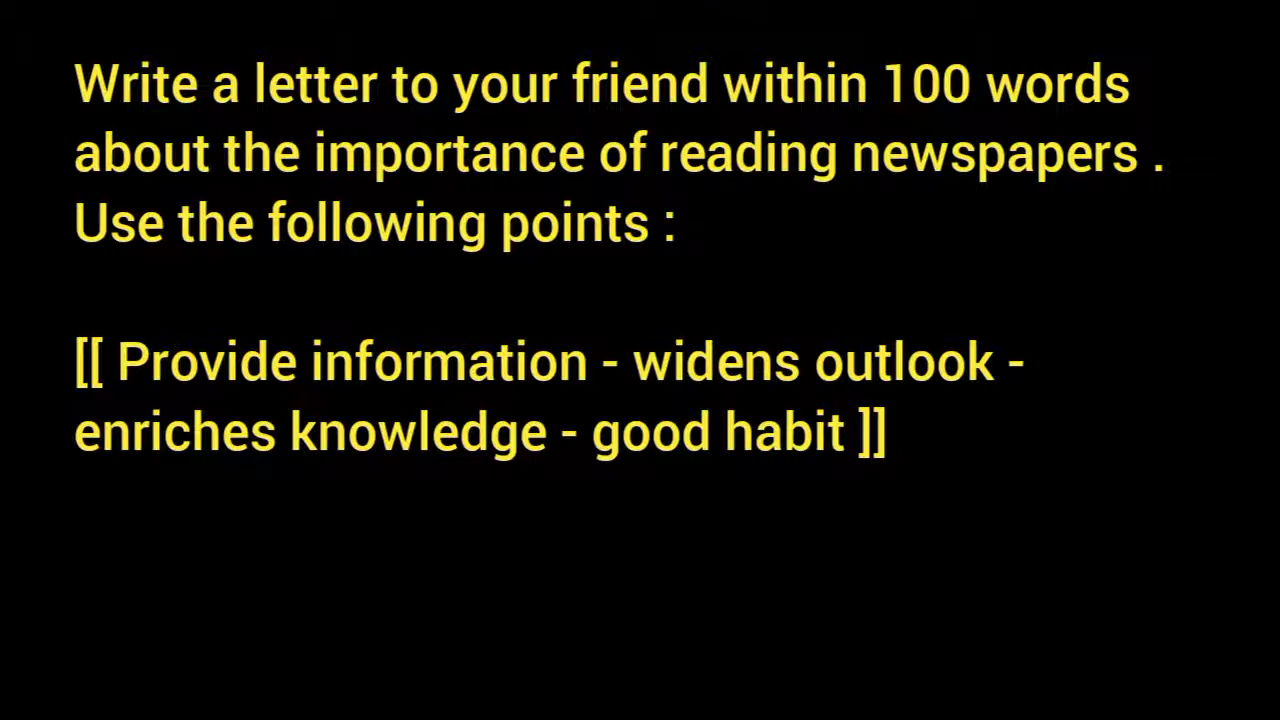 Write a letter to your friend within 100 words
about the importance of reading newspapers .
Use the following points :
[[ Provide information - widens outlook -
enriches knowledge - good habit ]]